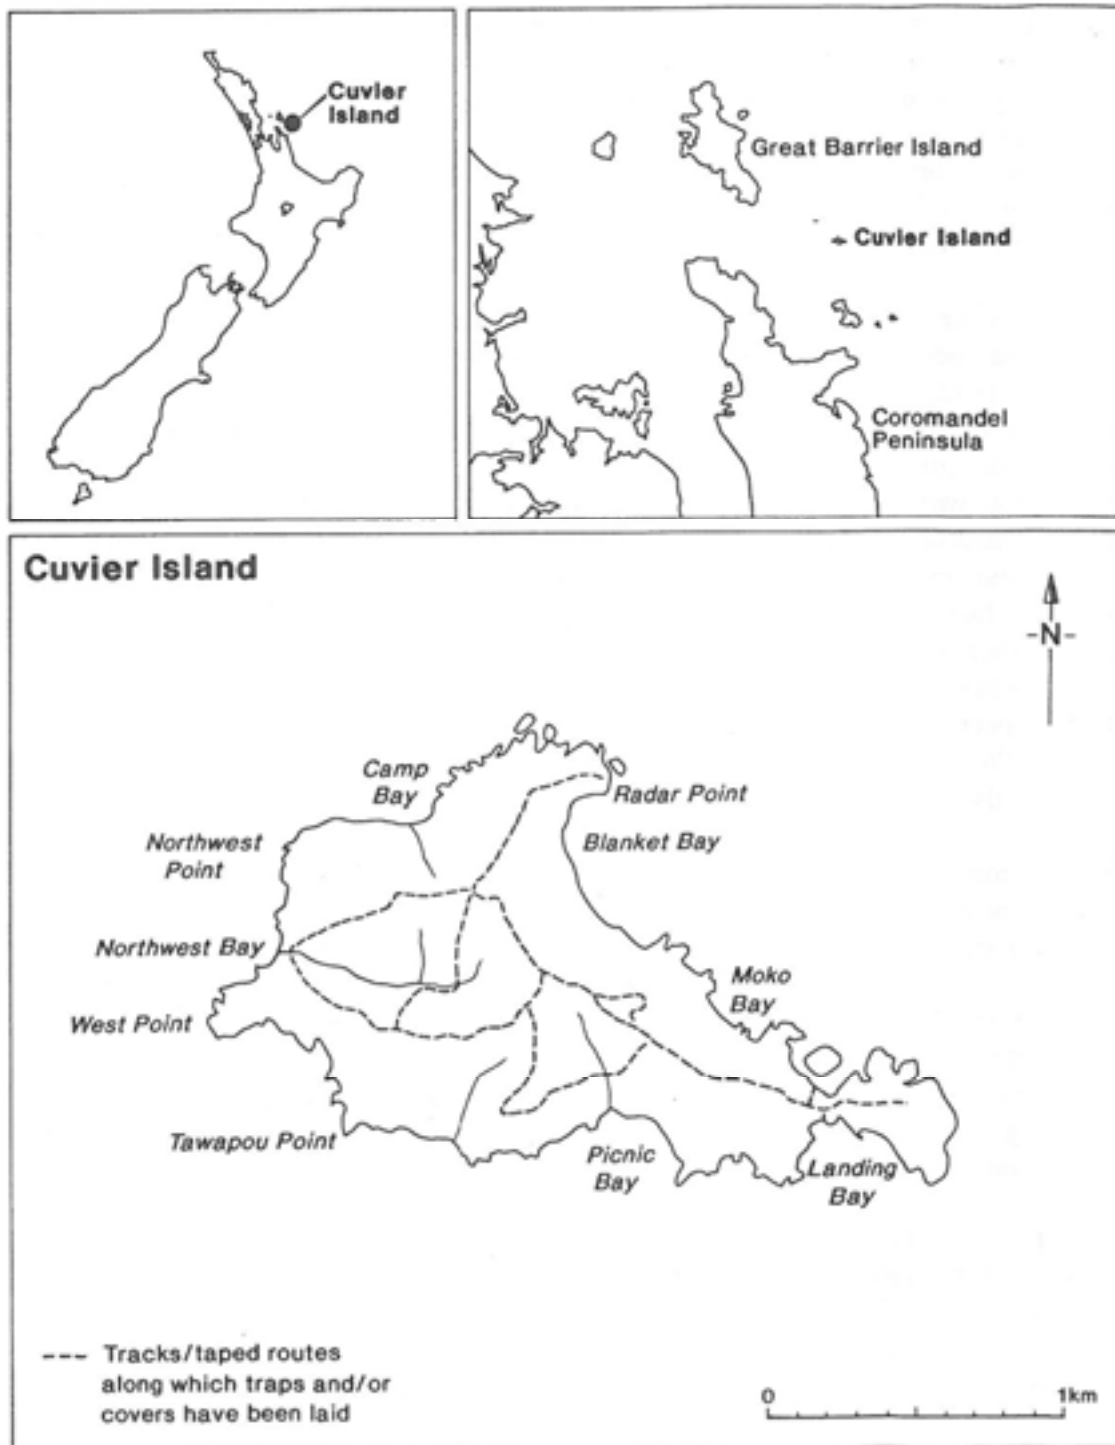 Cuvier
Island
Great Barrier Island
Cuvier Island
Coromandel
Peninsula
Cuvier Island
-N-
Camp
Bay
Radar Point
Northwest
Point
Blanket Bay
Northwest Bay
Moko
Bay
West Point
Tawapou Point
Picnic
Bay
Landing
Bay
--- Tracks/taped routes
along which traps and/or
covers have been laid
0 1km